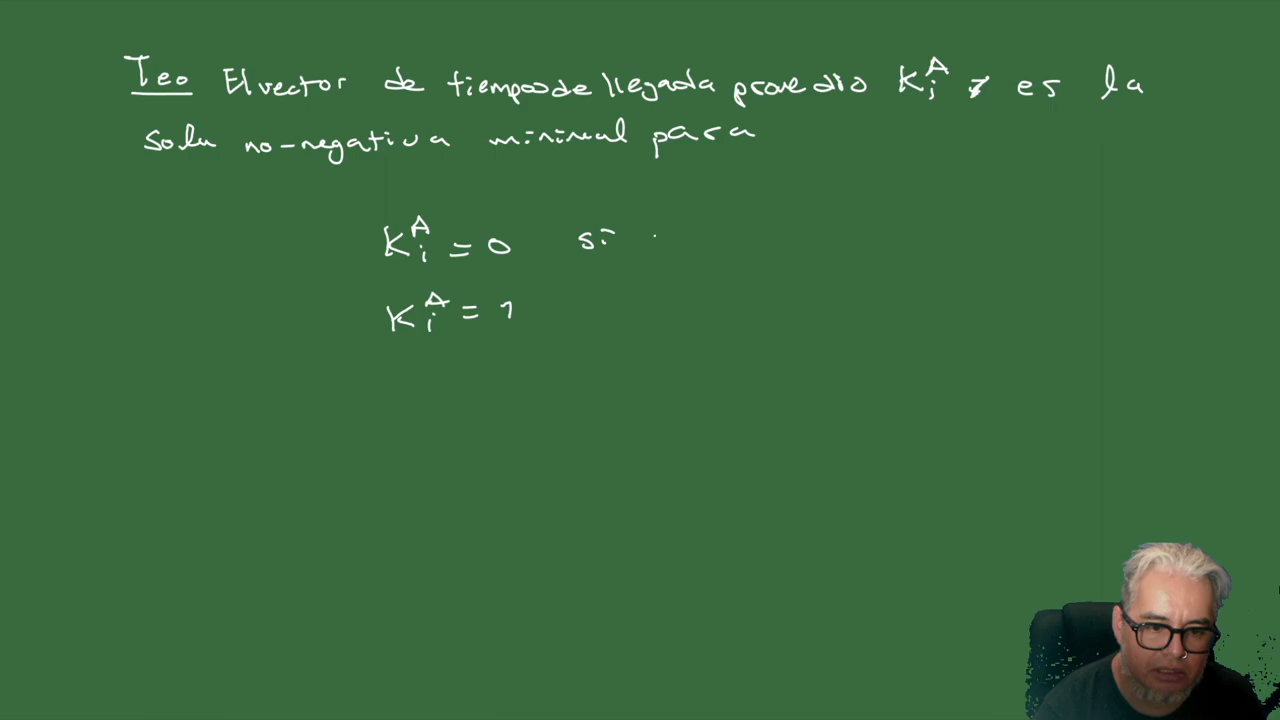 Teo El vector de tiempos de llegada promedio K_i^A, es la
solu no-negativa minimal para
K_i^A = 0 si
K_i^A = 1